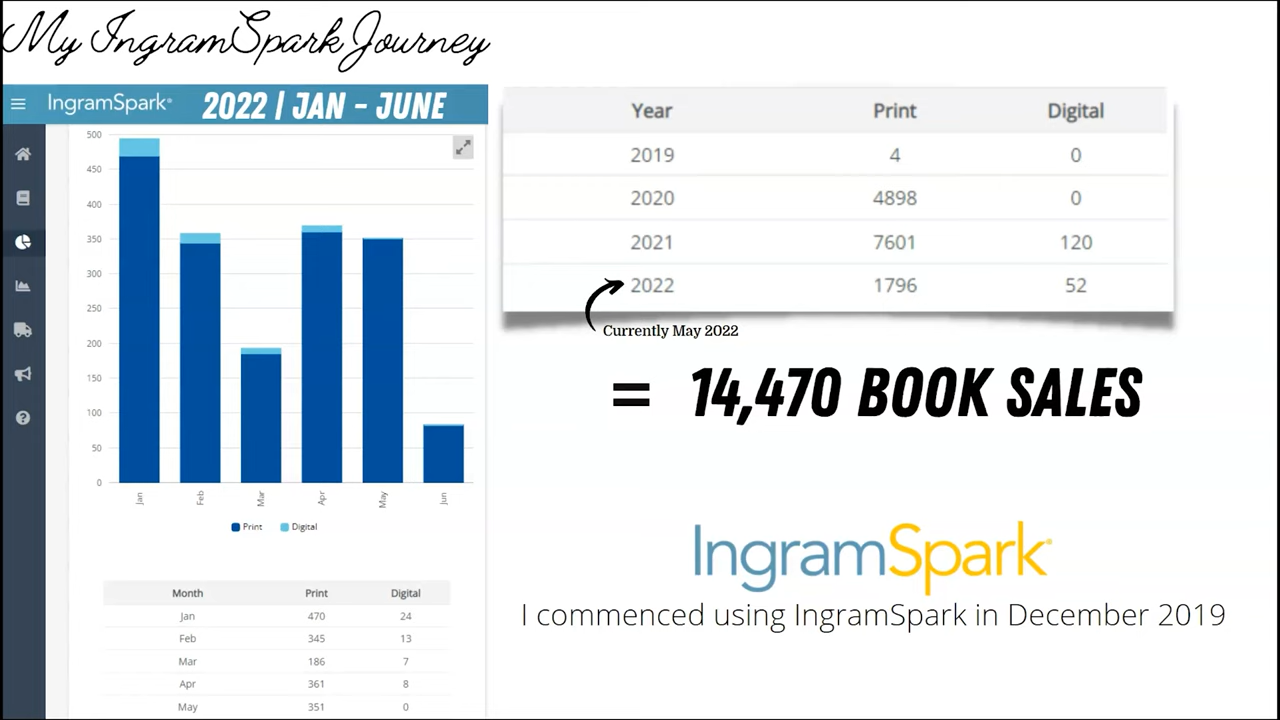 My IngramSpark Journey
IngramSpark® 2022 | JAN - JUNE
500
450
400
350
300
250
200
150
100
50
0
Jan Feb Mar Apr May Jun
Print Digital
Month Print Digital
Jan 470 24
Feb 345 13
Mar 186 7
Apr 361 8
May 351 0
Year Print Digital
2019 4 0
2020 4898 0
2021 7601 120
2022 1796 52
Currently May 2022
= 14,470 BOOK SALES
IngramSpark®
I commenced using IngramSpark in December 2019